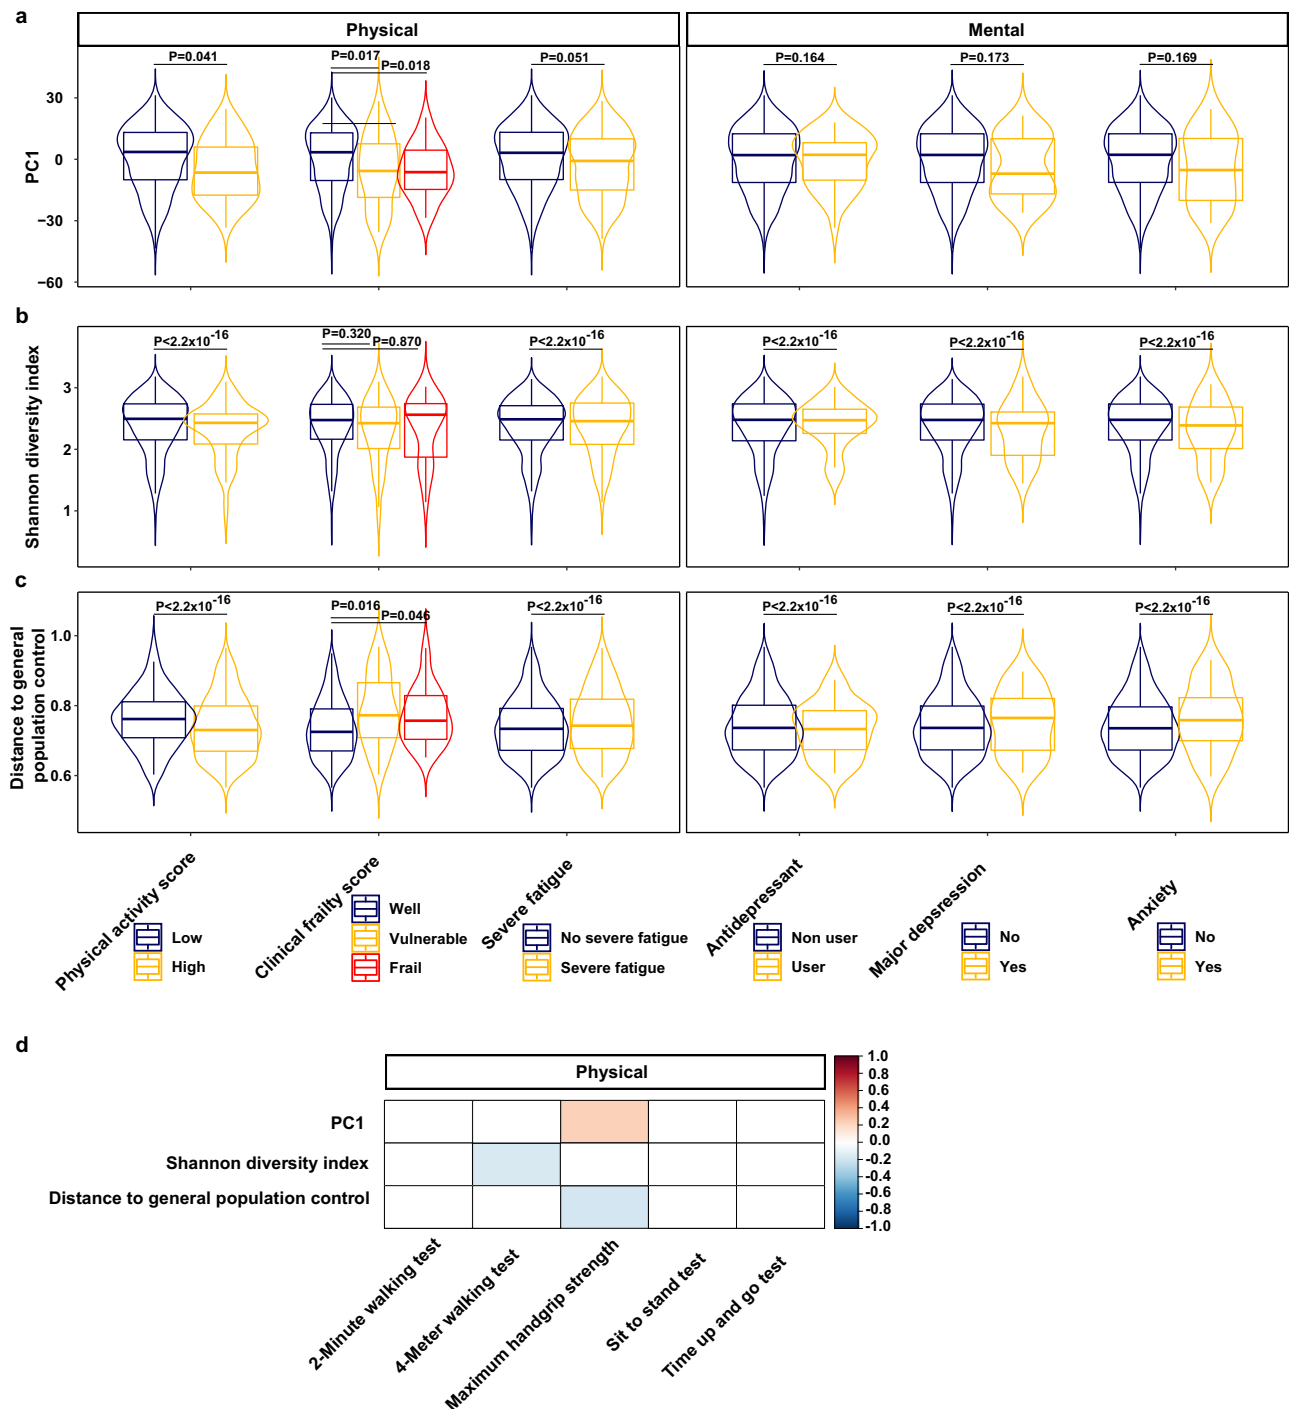 a
Physical
Mental
P=0.041
P=0.017
P=0.018
P=0.051
P=0.164
P=0.173
P=0.169
PC1
30
0
−30
−60
b
P<2.2x10-16
P=0.320
P=0.870
P<2.2x10-16
P<2.2x10-16
P<2.2x10-16
P<2.2x10-16
Shannon diversity index
3
2
1
c
P<2.2x10-16
P=0.016
P=0.046
P<2.2x10-16
P<2.2x10-16
P<2.2x10-16
P<2.2x10-16
Distance to general
population control
1.0
0.8
0.6
Physical activity score
Clinical frailty score
Severe fatigue
Antidepressant
Major depsression
Anxiety
Low
High
Well
Vulnerable
Frail
No severe fatigue
Severe fatigue
Non user
User
No
Yes
No
Yes
d
Physical
PC1
Shannon diversity index
Distance to general population control
1.0
0.8
0.6
0.4
0.2
0.0
-0.2
-0.4
-0.6
-0.8
-1.0
2-Minute walking test
4-Meter walking test
Maximum handgrip strength
Sit to stand test
Time up and go test